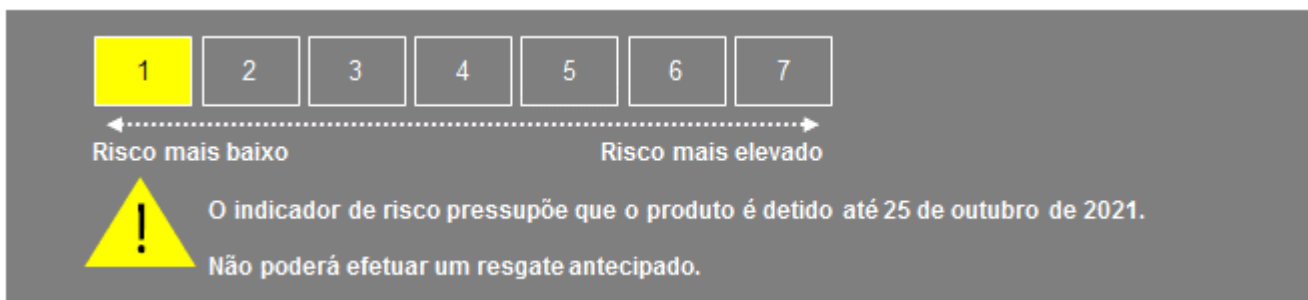 1 2 3 4 5 6 7
Risco mais baixo Risco mais elevado
!
O indicador de risco pressupõe que o produto é detido até 25 de outubro de 2021.
Não poderá efetuar um resgate antecipado.